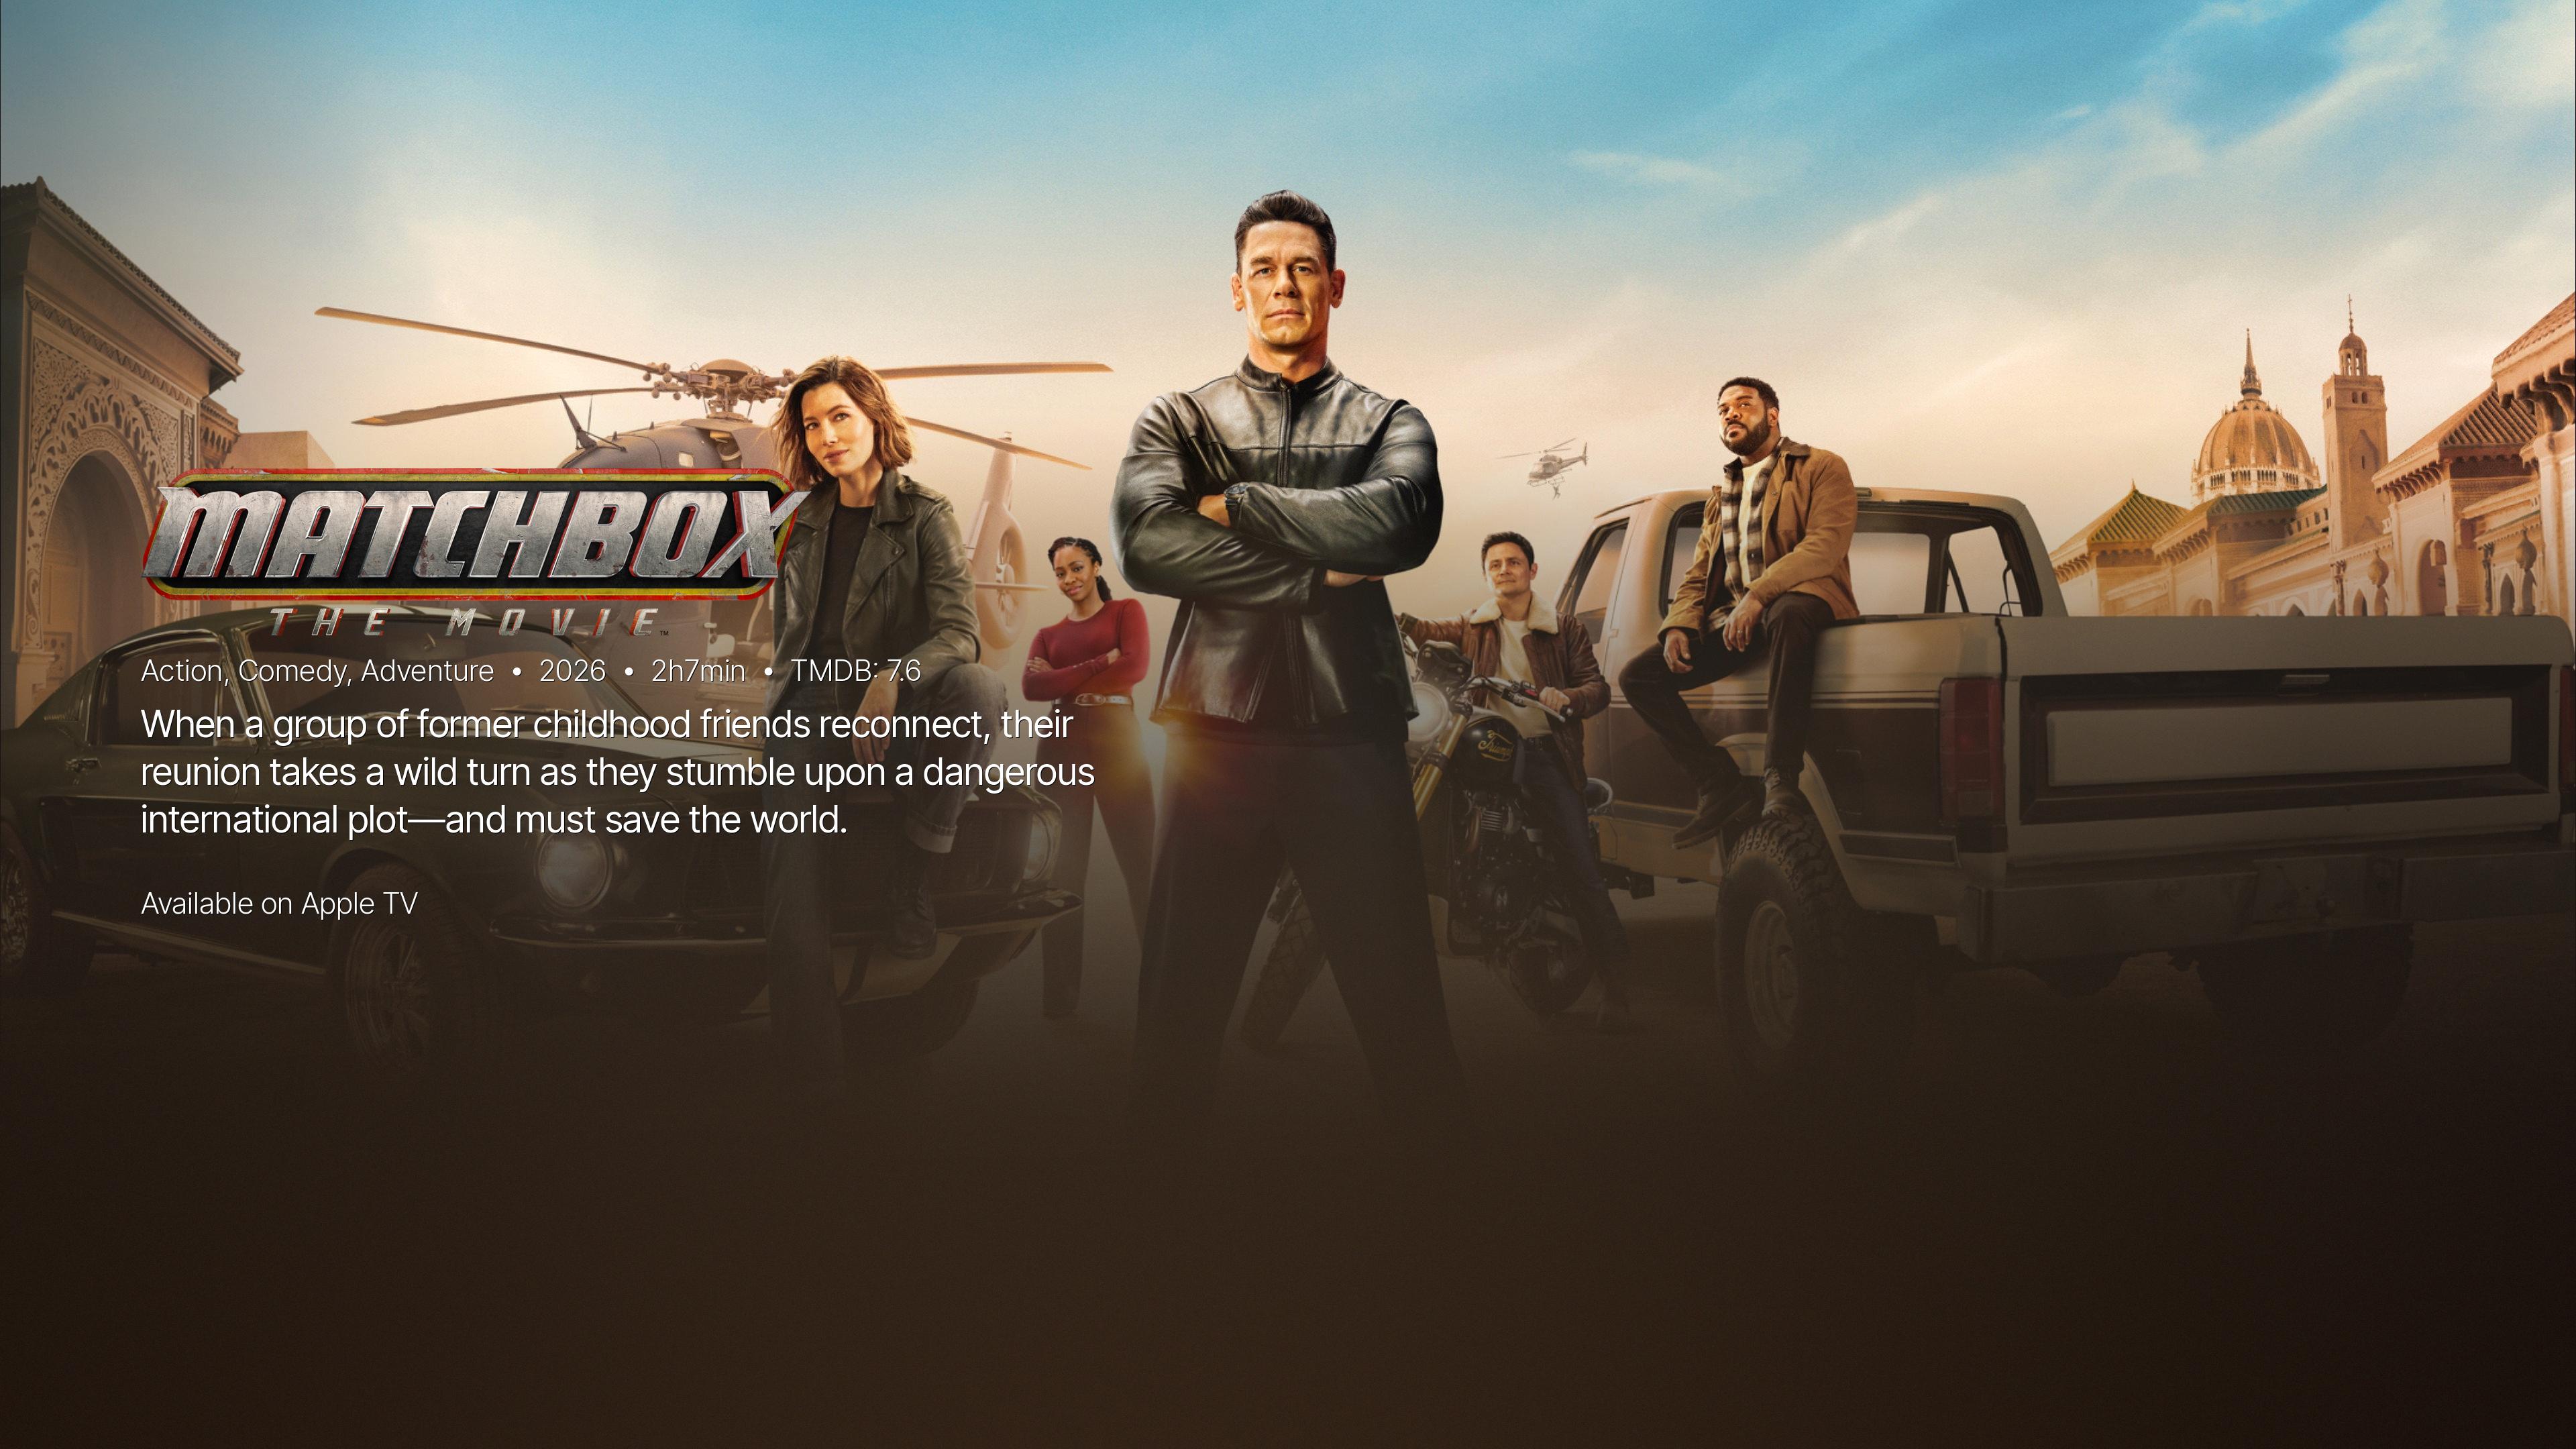 MATCHBOX
THE MOVIE™
Action, Comedy, Adventure • 2026 • 2h7min • TMDB: 7.6
When a group of former childhood friends reconnect, their
reunion takes a wild turn as they stumble upon a dangerous
international plot—and must save the world.
Available on Apple TV
Triumph